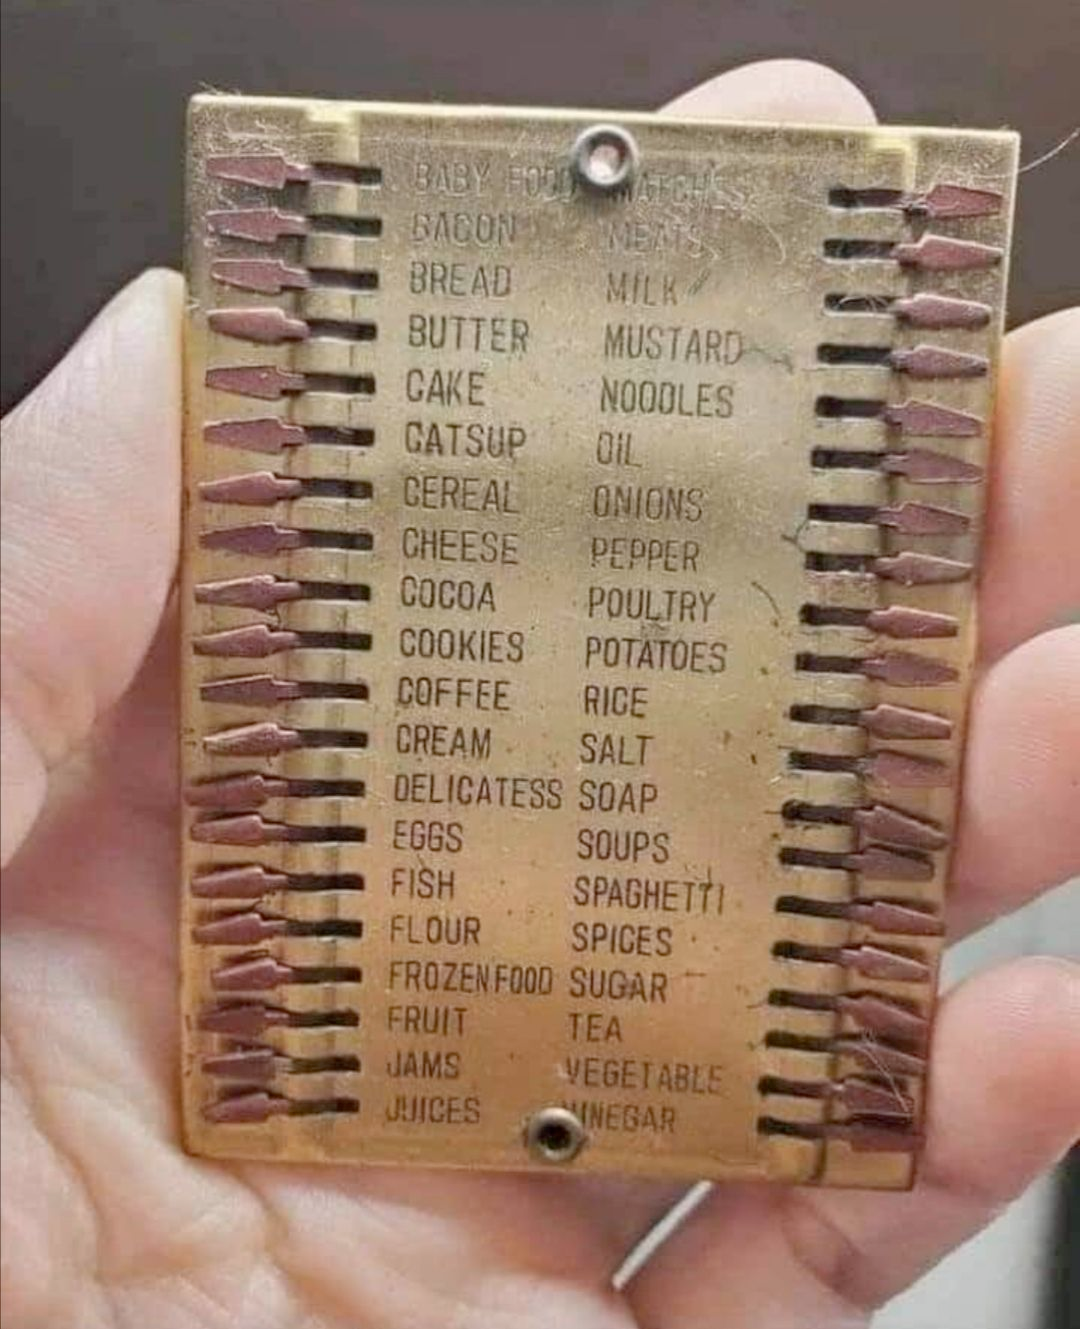 BABY FOOD MATCHES
BACON MEATS
BREAD MILK
BUTTER MUSTARD
CAKE NOODLES
CATSUP OIL
CEREAL ONIONS
CHEESE PEPPER
COCOA POULTRY
COOKIES POTATOES
COFFEE RICE
CREAM SALT
DELICATESS SOAP
EGGS SOUPS
FISH SPAGHETTI
FLOUR SPICES
FROZEN FOOD SUGAR
FRUIT TEA
JAMS VEGETABLE
JUICES VINEGAR